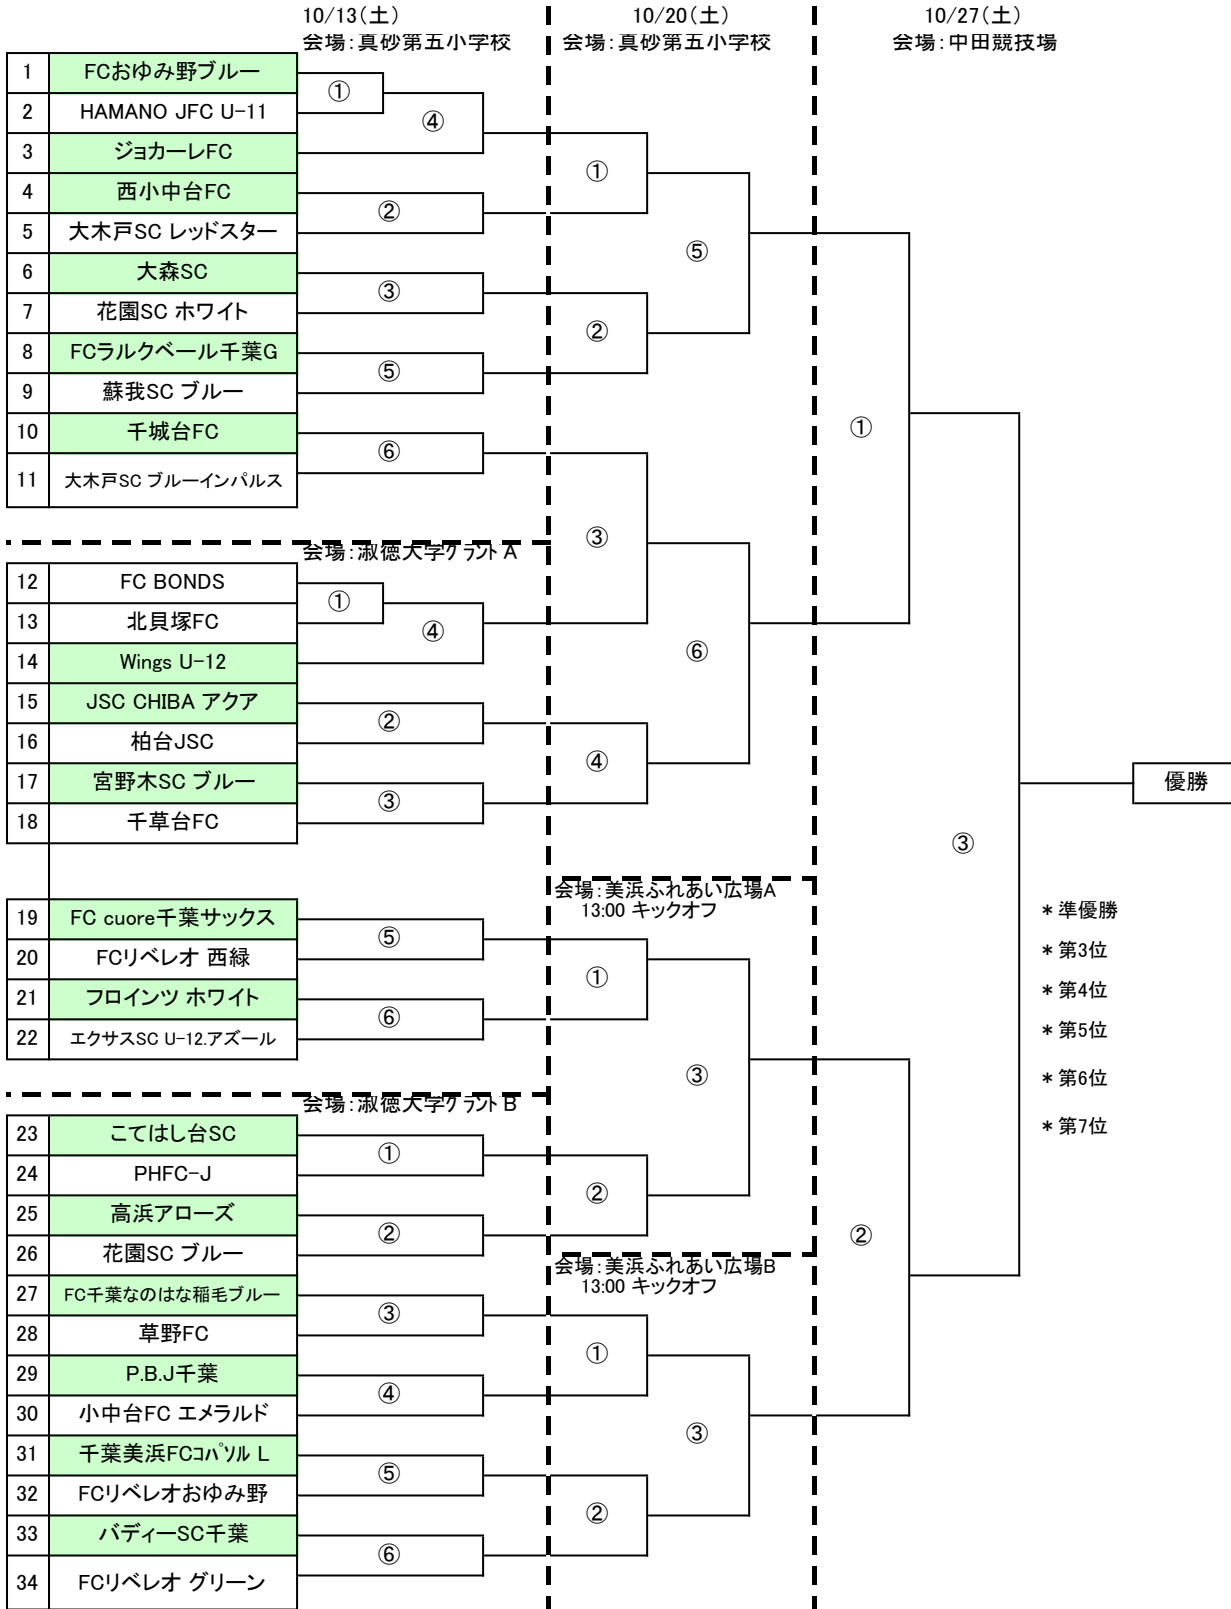 10/13(土) 10/20(土) 10/27(土)
会場:真砂第五小学校 会場:真砂第五小学校 会場:中田競技場
1 FCおゆみ野ブルー
①
2 HAMANO JFC U-11
④
3 ジョカーレFC
①
4 西小中台FC
②
5 大木戸SC レッドスター
⑤
6 大森SC
③
7 花園SC ホワイト
②
8 FCラルクベール千葉G
⑤
9 蘇我SC ブルー
10 千城台FC
①
⑥
11 大木戸SC ブルーインパルス
③
会場:淑徳大学グラントA
12 FC BONDS
①
13 北貝塚FC
④
14 Wings U-12
⑥
15 JSC CHIBA アクア
②
16 柏台JSC
④
17 宮野木SC ブルー
優勝
③
18 千草台FC
③
会場:美浜ふれあい広場A
13:00 キックオフ
19 FC cuore千葉サックス
*準優勝
⑤
20 FCリベレオ 西緑
*第3位
①
21 フロインツ ホワイト
*第4位
⑥
22 エクサスSC U-12.アズール
*第5位
③
*第6位
会場:淑徳大学グラントB
*第7位
23 こてはし台SC
①
24 PHFC-J
②
25 高浜アローズ
②
②
26 花園SC ブルー
会場:美浜ふれあい広場B
13:00 キックオフ
27 FC千葉なのはな稲毛ブルー
③
28 草野FC
①
29 P.B.J千葉
④
30 小中台FC エメラルド
③
31 千葉美浜FCコパソル L
⑤
32 FCリベレオおゆみ野
②
33 バディーSC千葉
⑥
34 FCリベレオ グリーン